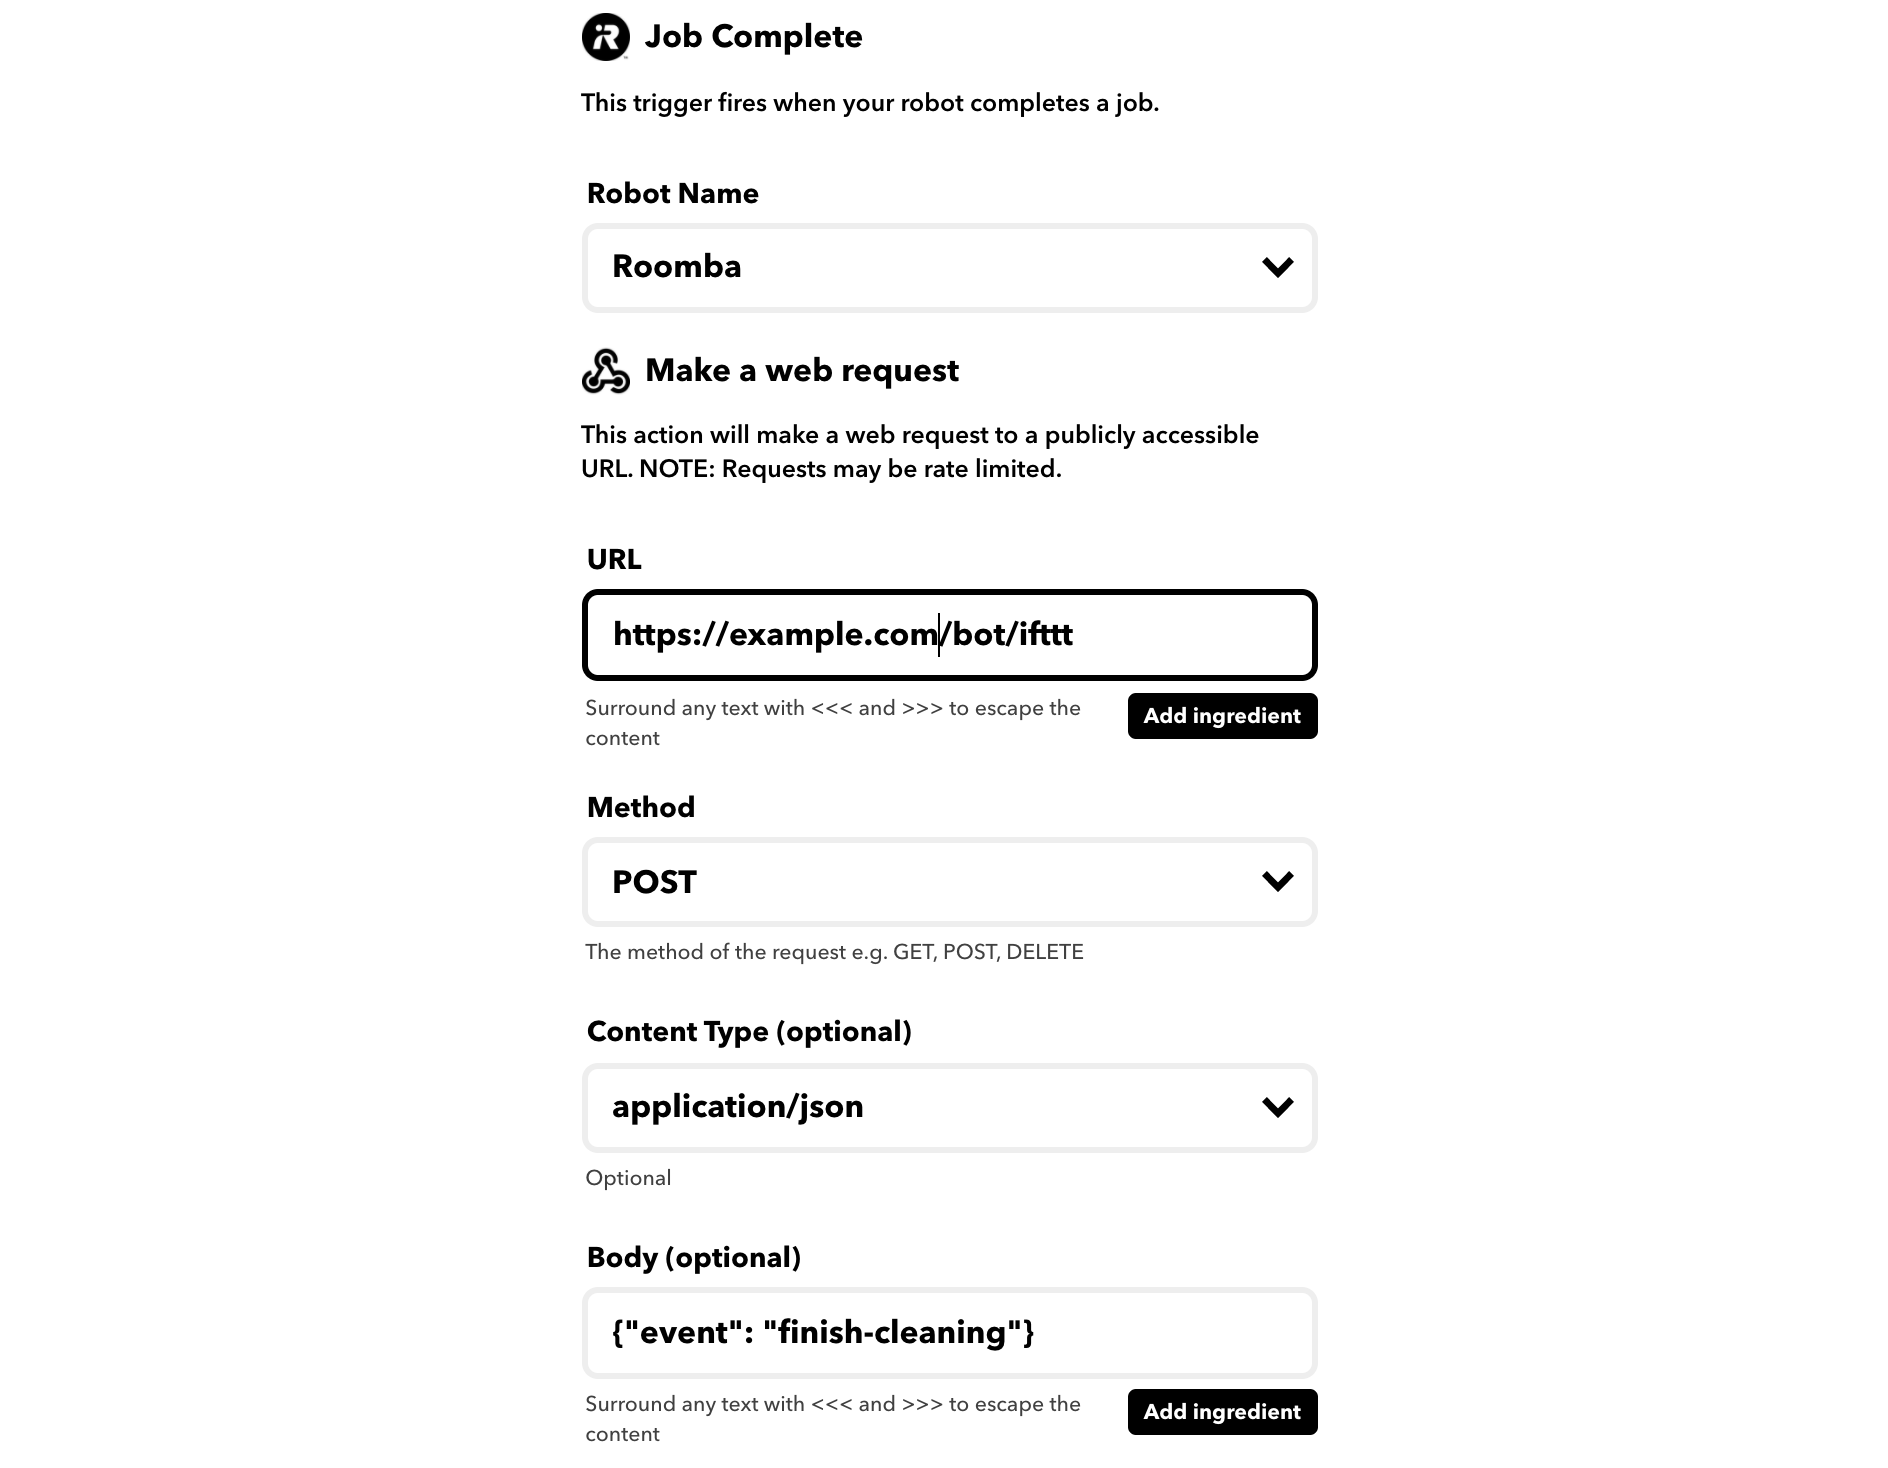 Job Complete
This trigger fires when your robot completes a job.
Robot Name
Roomba
Make a web request
This action will make a web request to a publicly accessible
URL. NOTE: Requests may be rate limited.
URL
https://example.com/bot/ifttt
Surround any text with <<< and >>> to escape the
content
Add ingredient
Method
POST
The method of the request e.g. GET, POST, DELETE
Content Type (optional)
application/json
Optional
Body (optional)
{"event": "finish-cleaning"}
Surround any text with <<< and >>> to escape the
content
Add ingredient